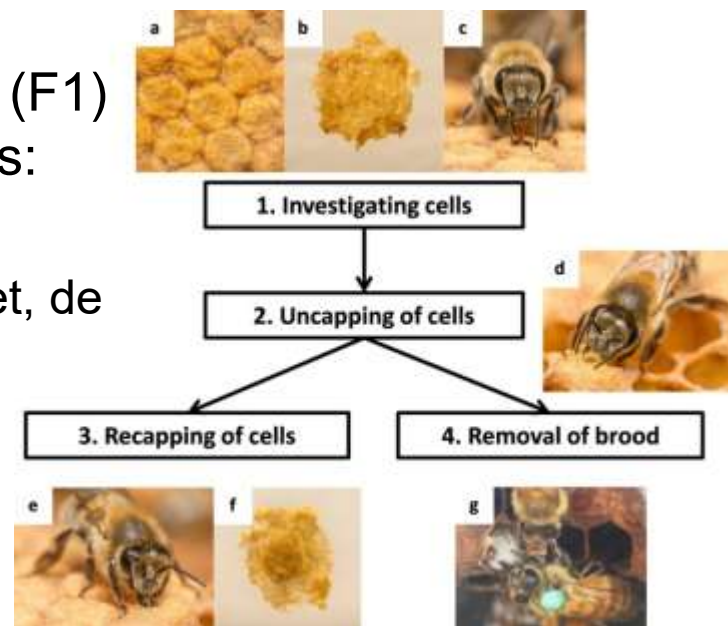 a b c
(F1)
s:
1. Investigating cells
et, de
d
2. Uncapping of cells
3. Recapping of cells
4. Removal of brood
e f g